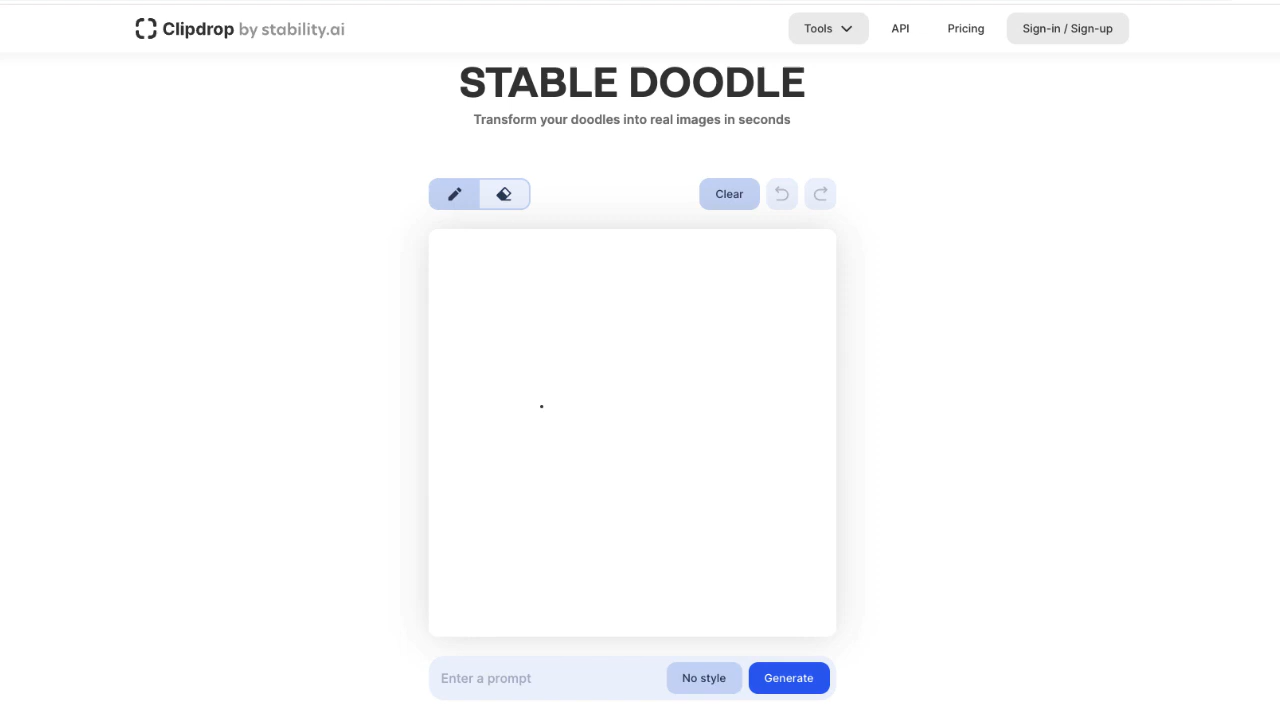 Clipdrop by stability.ai
Tools
API
Pricing
Sign-in / Sign-up
STABLE DOODLE
Transform your doodles into real images in seconds
Clear
Enter a prompt
No style
Generate